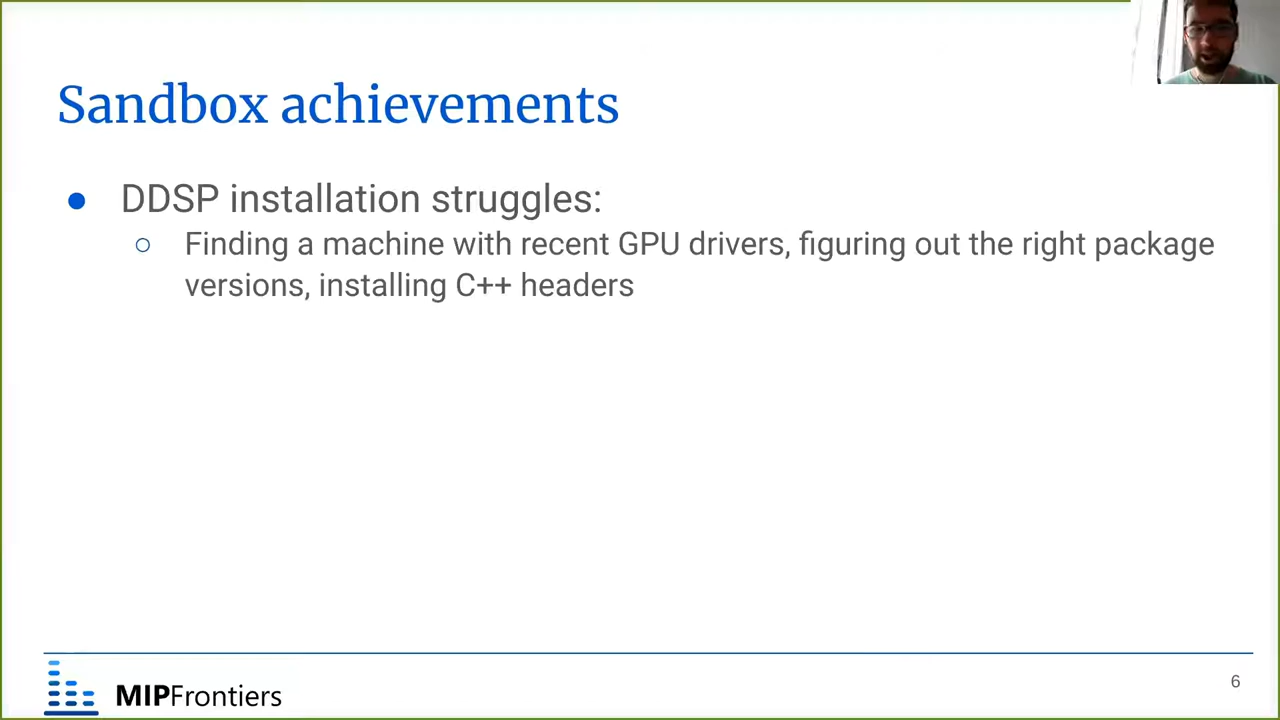 Sandbox achievements
DDSP installation struggles:
Finding a machine with recent GPU drivers, figuring out the right package
versions, installing C++ headers
MIPFrontiers
6